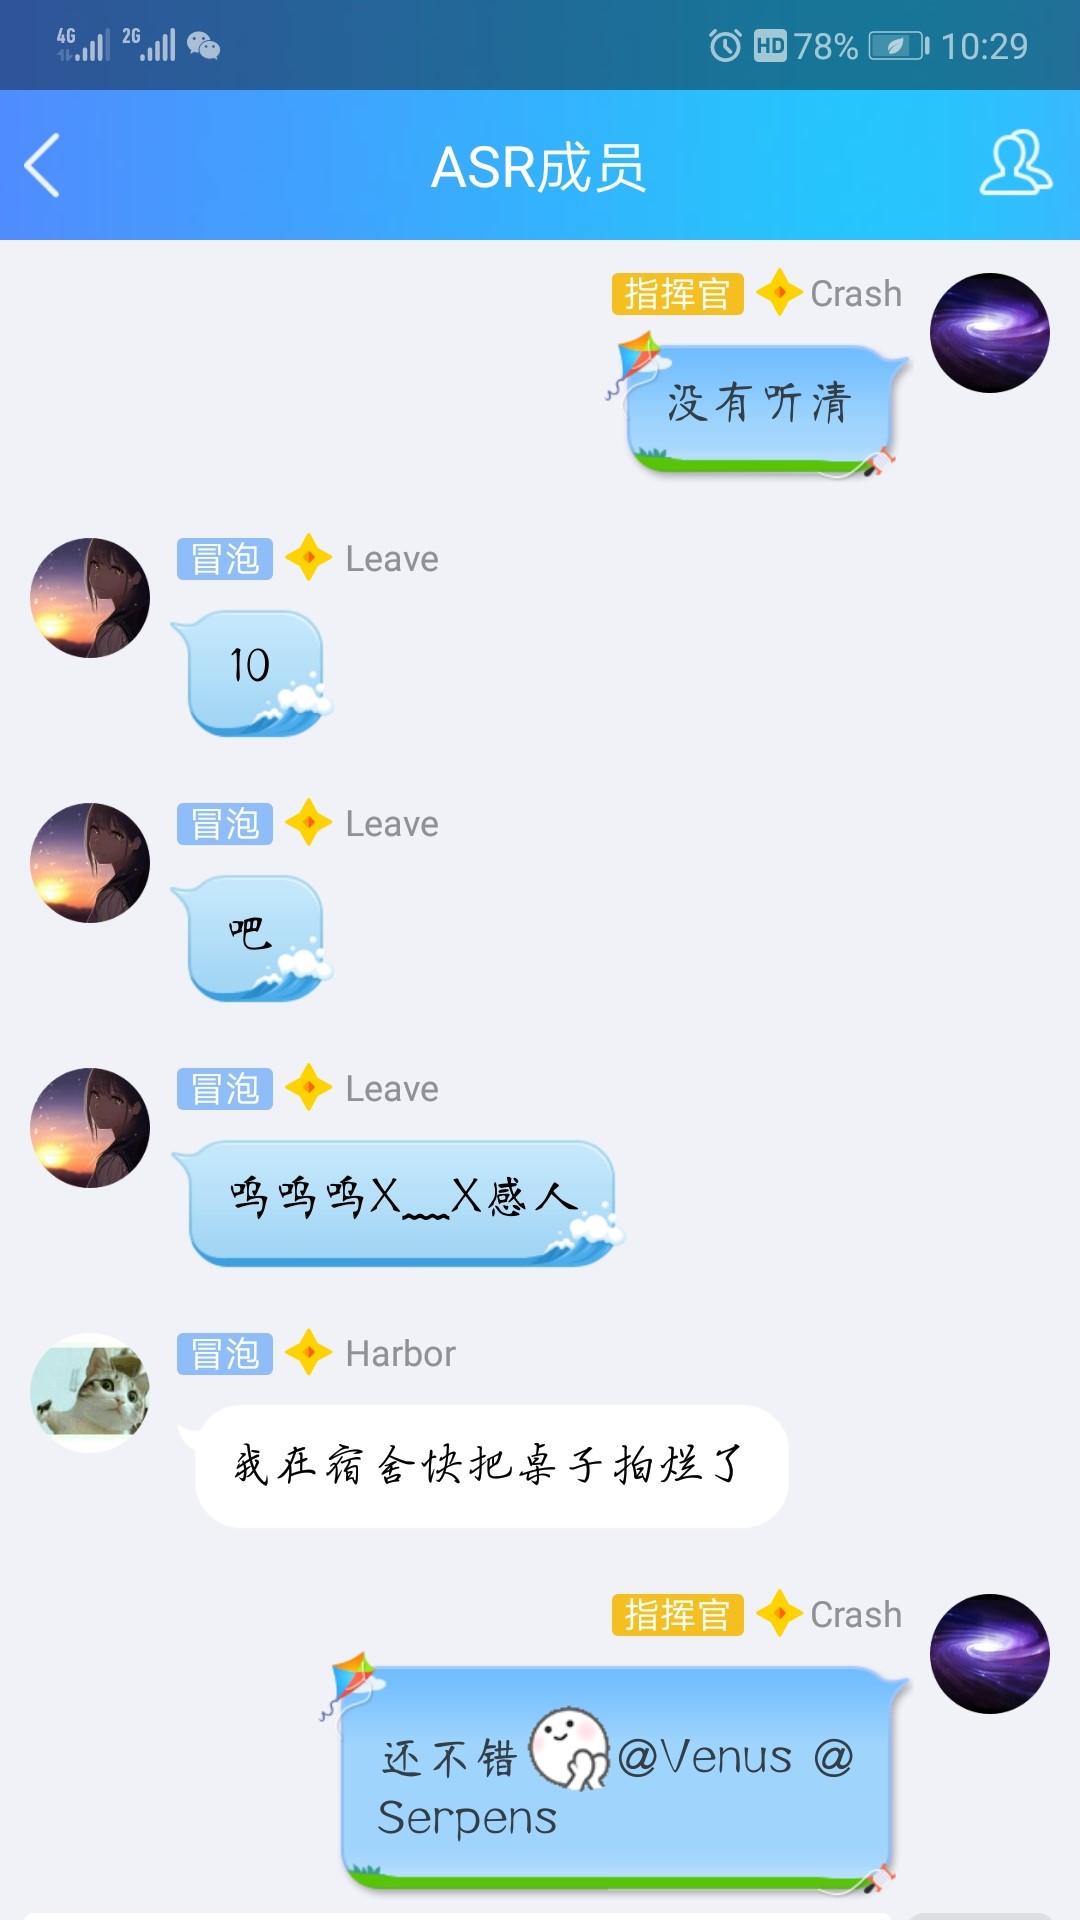 4G 2G HD 78% 10:29
ASR成员
指挥官 Crash
没有听清
冒泡 Leave
10
冒泡 Leave
吧
冒泡 Leave
呜呜呜X﹏X感人
冒泡 Harbor
我在宿舍快把桌子拍烂了
指挥官 Crash
还不错@Venus @
Serpens